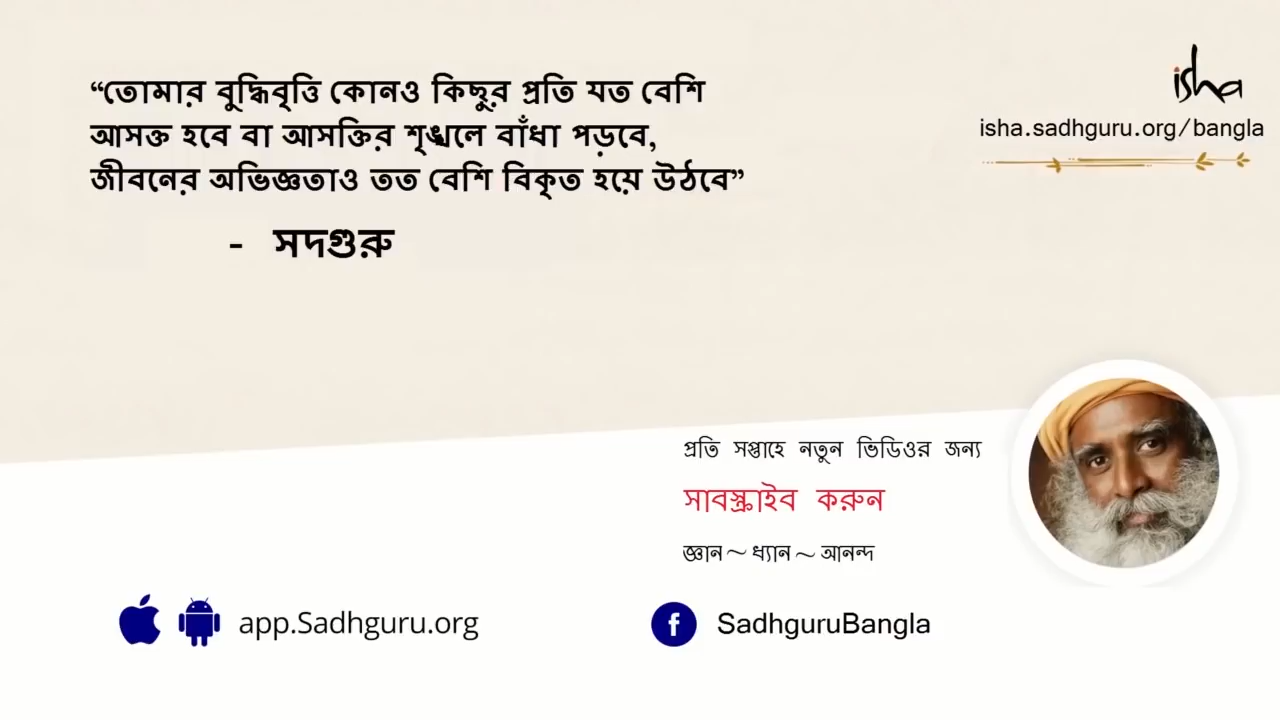 “তোমার বুদ্ধিবৃত্তি কোনও কিছুর প্রতি যত বেশি
আসক্ত হবে বা আসক্তির শৃঙ্খলে বাঁধা পড়বে,
জীবনের অভিজ্ঞতাও তত বেশি বিকৃত হয়ে উঠবে”
- সদগুরু
isha
isha.sadhguru.org/bangla
প্রতি সপ্তাহে নতুন ভিডিওর জন্য
সাবস্ক্রাইব করুন
জ্ঞান ~ ধ্যান ~ আনন্দ
app.Sadhguru.org
f SadhguruBangla